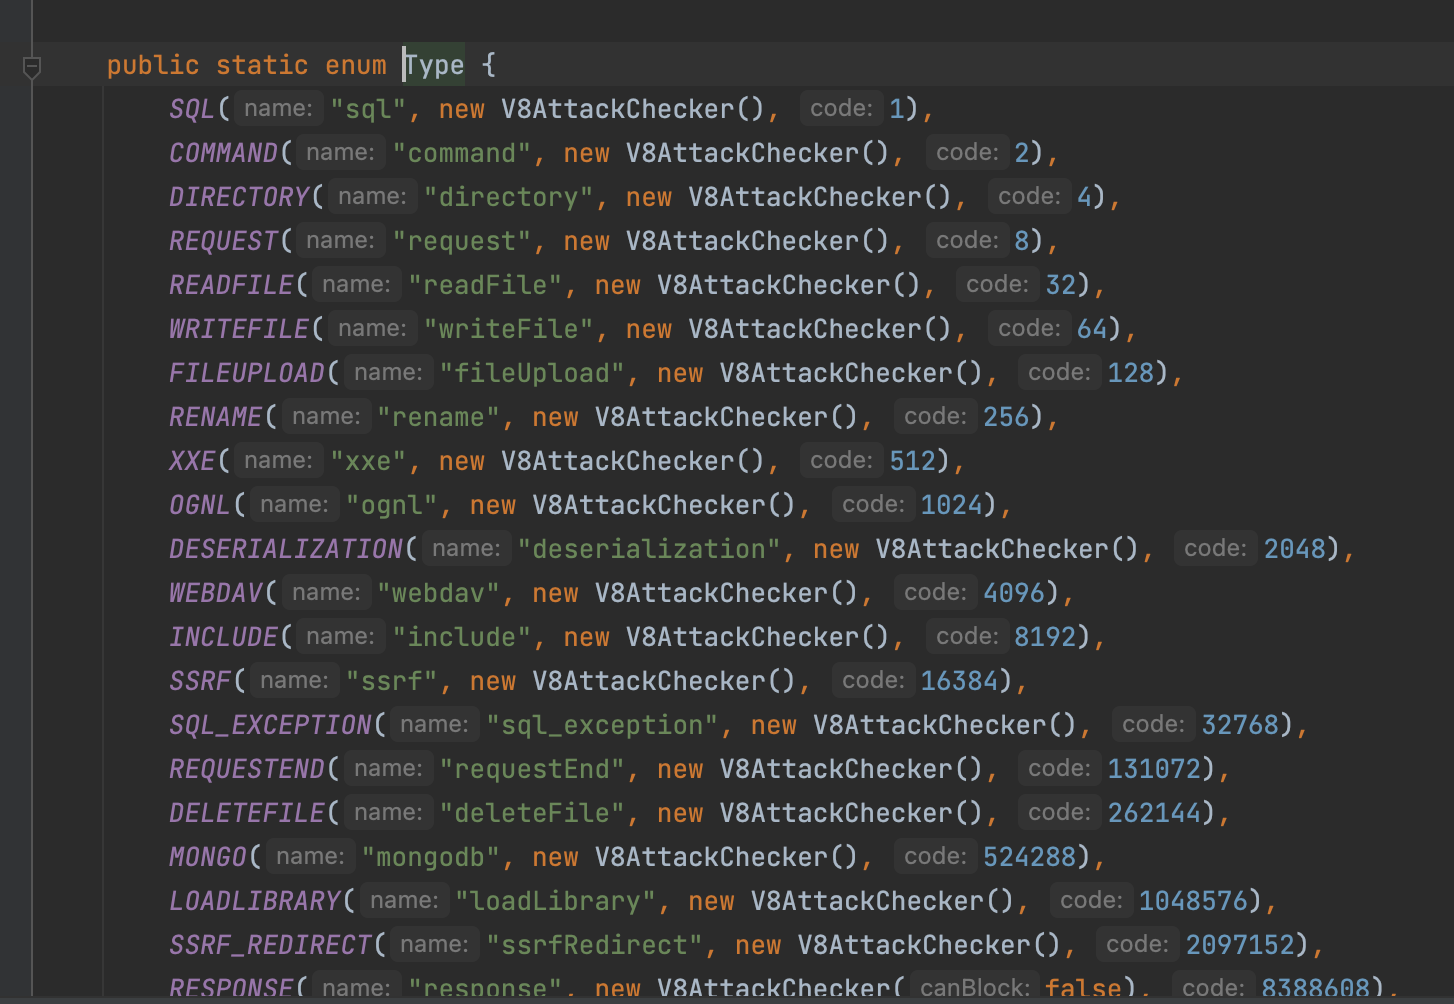 public static enum Type {
SQL( name: "sql", new V8AttackChecker(), code: 1),
COMMAND( name: "command", new V8AttackChecker(), code: 2),
DIRECTORY( name: "directory", new V8AttackChecker(), code: 4),
REQUEST( name: "request", new V8AttackChecker(), code: 8),
READFILE( name: "readFile", new V8AttackChecker(), code: 32),
WRITEFILE( name: "writeFile", new V8AttackChecker(), code: 64),
FILEUPLOAD( name: "fileUpload", new V8AttackChecker(), code: 128),
RENAME( name: "rename", new V8AttackChecker(), code: 256),
XXE( name: "xxe", new V8AttackChecker(), code: 512),
OGNL( name: "ognl", new V8AttackChecker(), code: 1024),
DESERIALIZATION( name: "deserialization", new V8AttackChecker(), code: 2048),
WEBDAV( name: "webdav", new V8AttackChecker(), code: 4096),
INCLUDE( name: "include", new V8AttackChecker(), code: 8192),
SSRF( name: "ssrf", new V8AttackChecker(), code: 16384),
SQL_EXCEPTION( name: "sql_exception", new V8AttackChecker(), code: 32768),
REQUESTEND( name: "requestEnd", new V8AttackChecker(), code: 131072),
DELETEFILE( name: "deleteFile", new V8AttackChecker(), code: 262144),
MONGO( name: "mongodb", new V8AttackChecker(), code: 524288),
LOADLIBRARY( name: "loadLibrary", new V8AttackChecker(), code: 1048576),
SSRF_REDIRECT( name: "ssrfRedirect", new V8AttackChecker(), code: 2097152),
RESPONSE( name: "response", new V8AttackChecker( canBlock: false), code: 8388608),